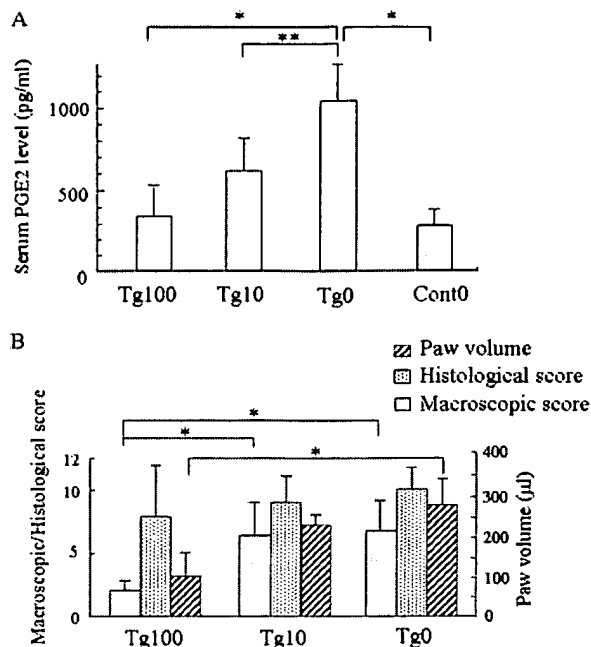 A
*
**
*
Serum PGE2 level (pg/ml)
1000
500
0
Tg100
Tg10
Tg0
Cont0
B
Paw volume
Histological score
Macroscopic score
*
*
*
Macroscopic/Histological score
12
10
5
0
400
300
200
100
0
Paw volume (µl)
Tg100
Tg10
Tg0